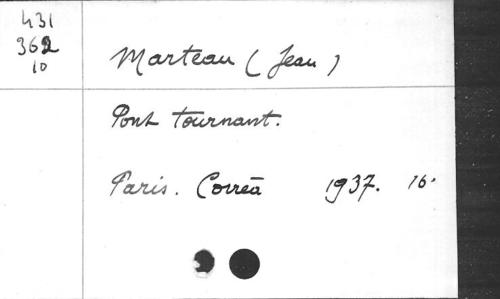 431
362
10
Marteau (Jean)
Pont tournant.
Paris. Corrêa 1937. 16°